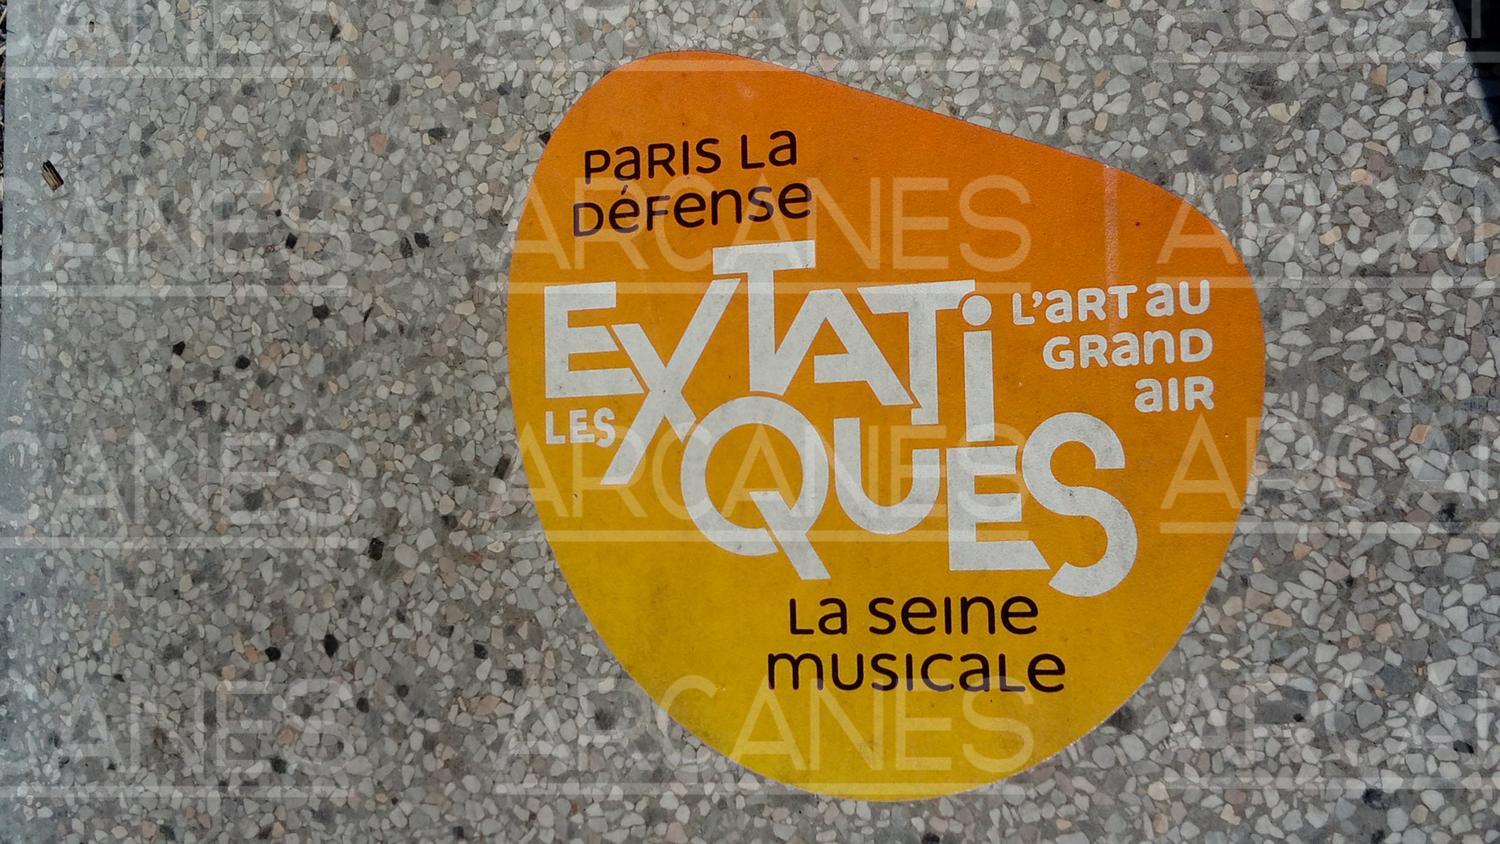 Paris La
Défense
LES
EXTATIQUES
L'art au
Grand
air
La Seine
musicale
ARCANES